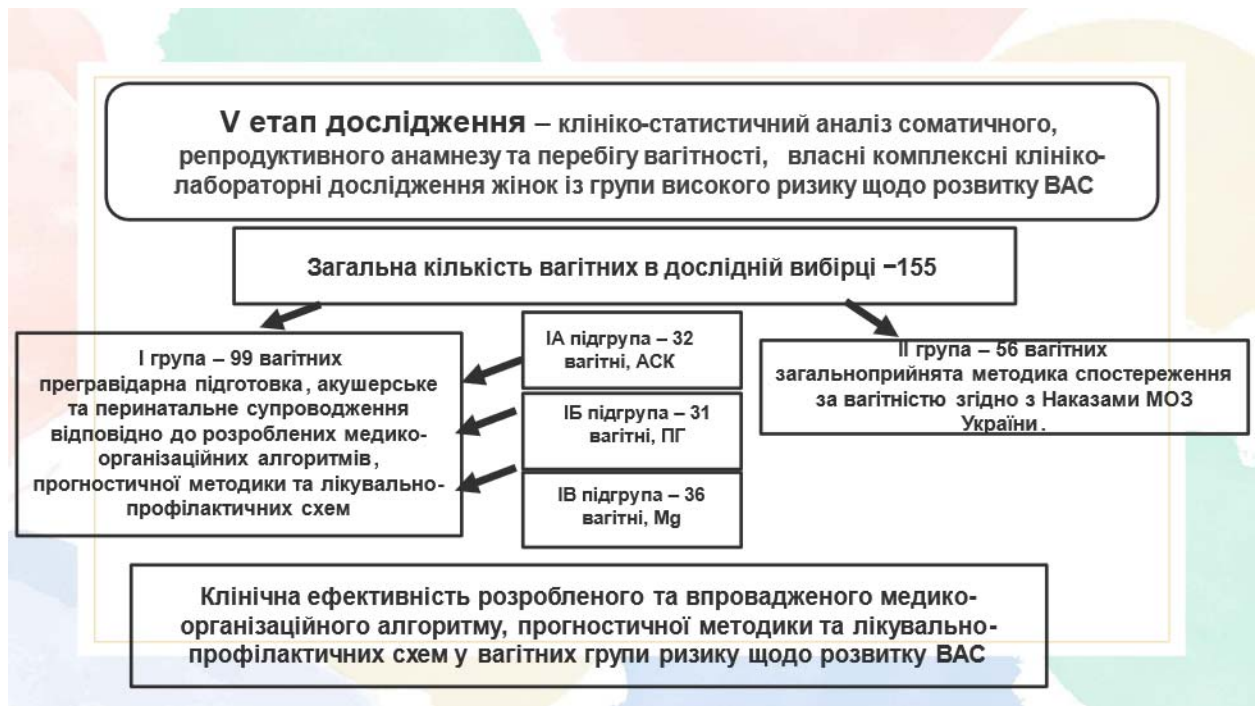 V етап дослідження – клініко-статистичний аналіз соматичного,
репродуктивного анамнезу та перебігу вагітності, власні комплексні клініко-
лабораторні дослідження жінок із групи високого ризику щодо розвитку ВАС
Загальна кількість вагітних в дослідній вибірці –155
І група – 99 вагітних
прегравідарна підготовка, акушерське
та перинатальне супроводження
відповідно до розроблених медико-
організаційних алгоритмів,
прогностичної методики та лікувально-
профілактичних схем
ІА підгрупа – 32
вагітні, АСК
ІБ підгрупа – 31
вагітні, ПГ
ІВ підгрупа – 36
вагітні, Mg
ІІ група – 56 вагітних
загальноприйнята методика спостереження
за вагітністю згідно з Наказами МОЗ
України.
Клінічна ефективність розробленого та впровадженого медико-
організаційного алгоритму, прогностичної методики та лікувально-
профілактичних схем у вагітних групи ризику щодо розвитку ВАС